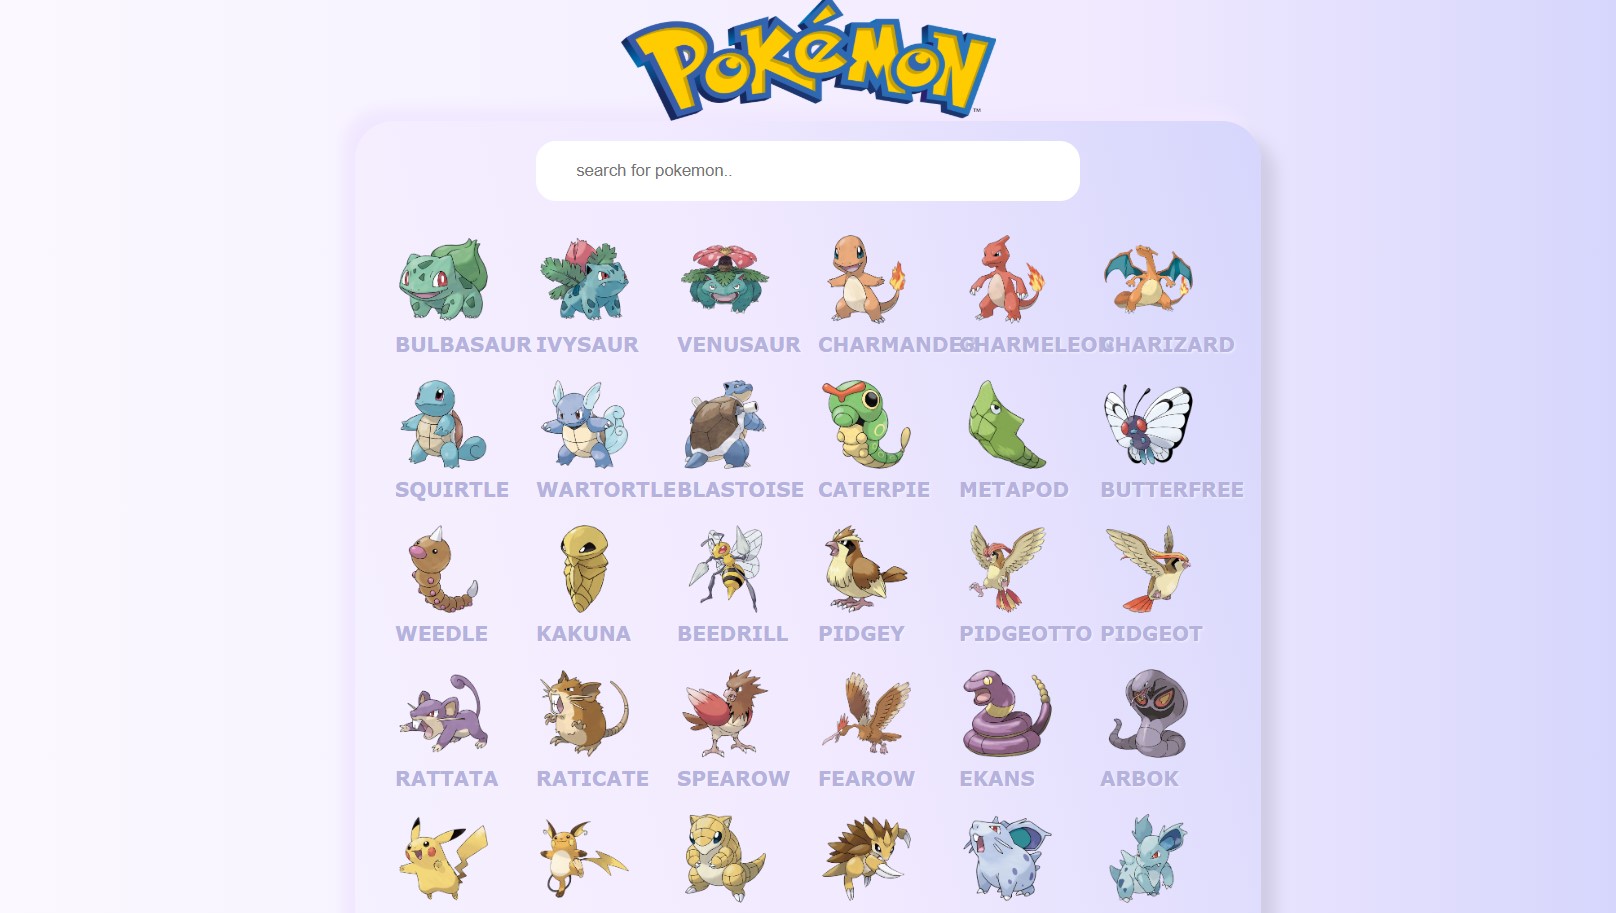 POKéMON
TM
search for pokemon..
BULBASAUR IVYSAUR VENUSAUR CHARMANDER CHARMELEON CHARIZARD
SQUIRTLE WARTORTLE BLASTOISE CATERPIE METAPOD BUTTERFREE
WEEDLE KAKUNA BEEDRILL PIDGEY PIDGEOTTO PIDGEOT
RATTATA RATICATE SPEAROW FEAROW EKANS ARBOK